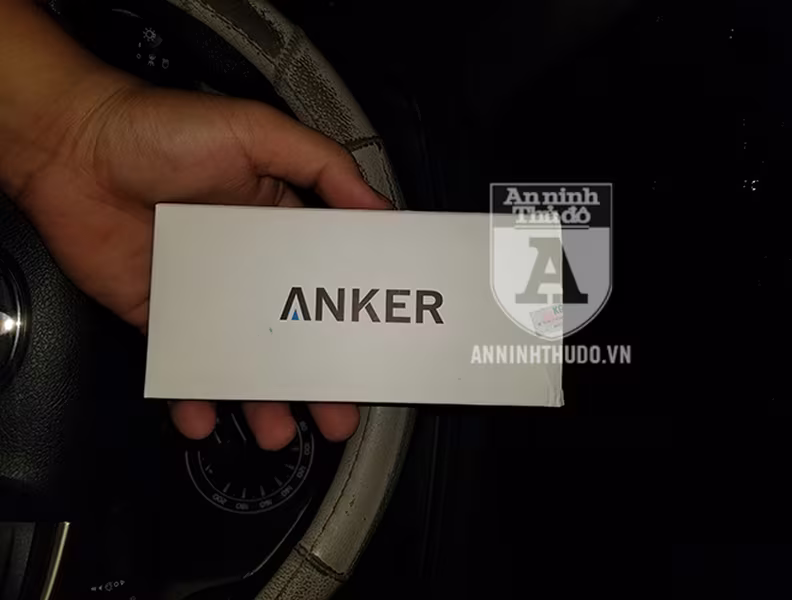 An ninh
Thủ đô
A
ANKER
ANNINHTHUDO.VN